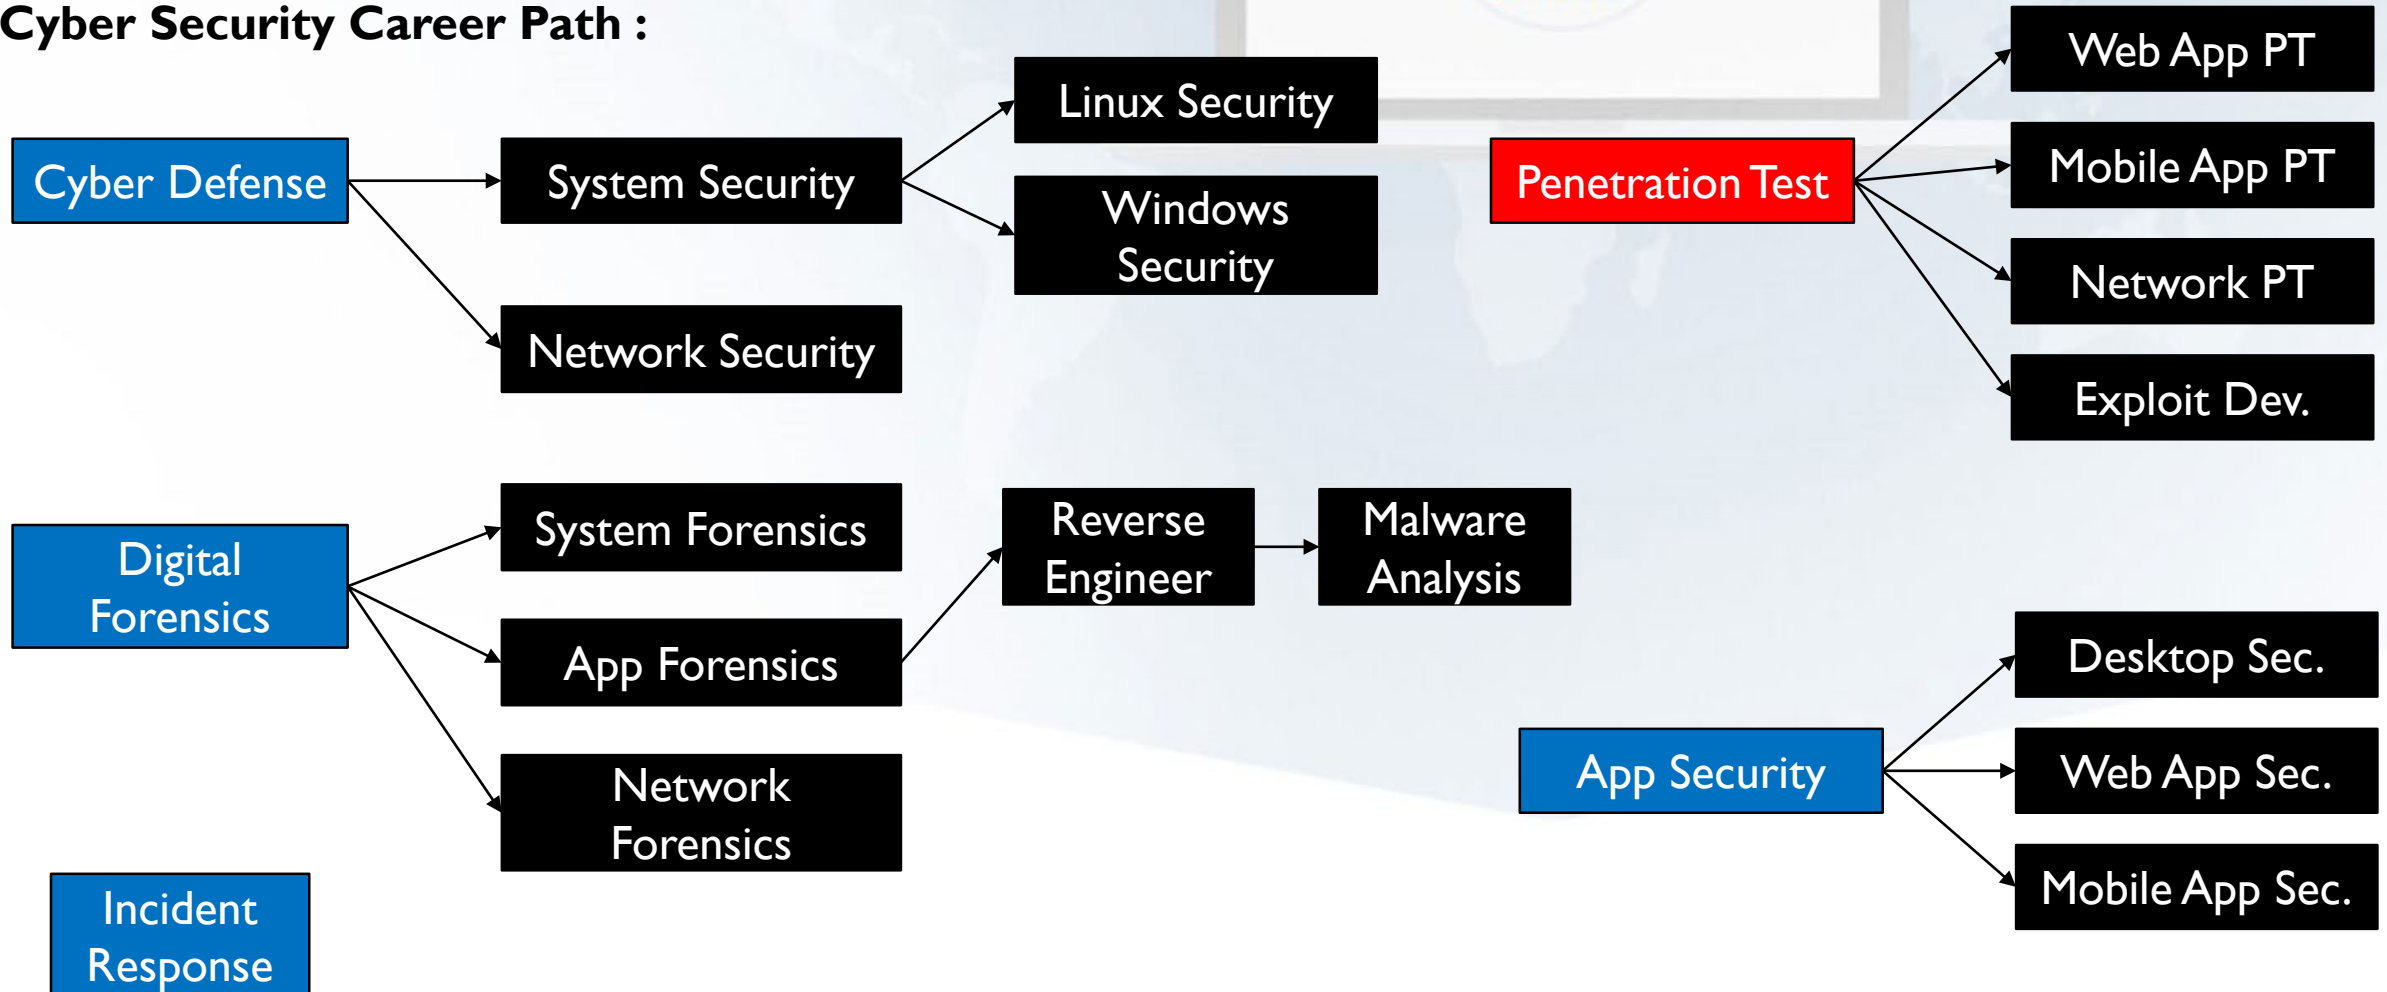 Cyber Security Career Path :
Cyber Defense
System Security
Network Security
Linux Security
Windows
Security
Penetration Test
Web App PT
Mobile App PT
Network PT
Exploit Dev.
Digital
Forensics
System Forensics
App Forensics
Network
Forensics
Reverse
Engineer
Malware
Analysis
App Security
Desktop Sec.
Web App Sec.
Mobile App Sec.
Incident
Response